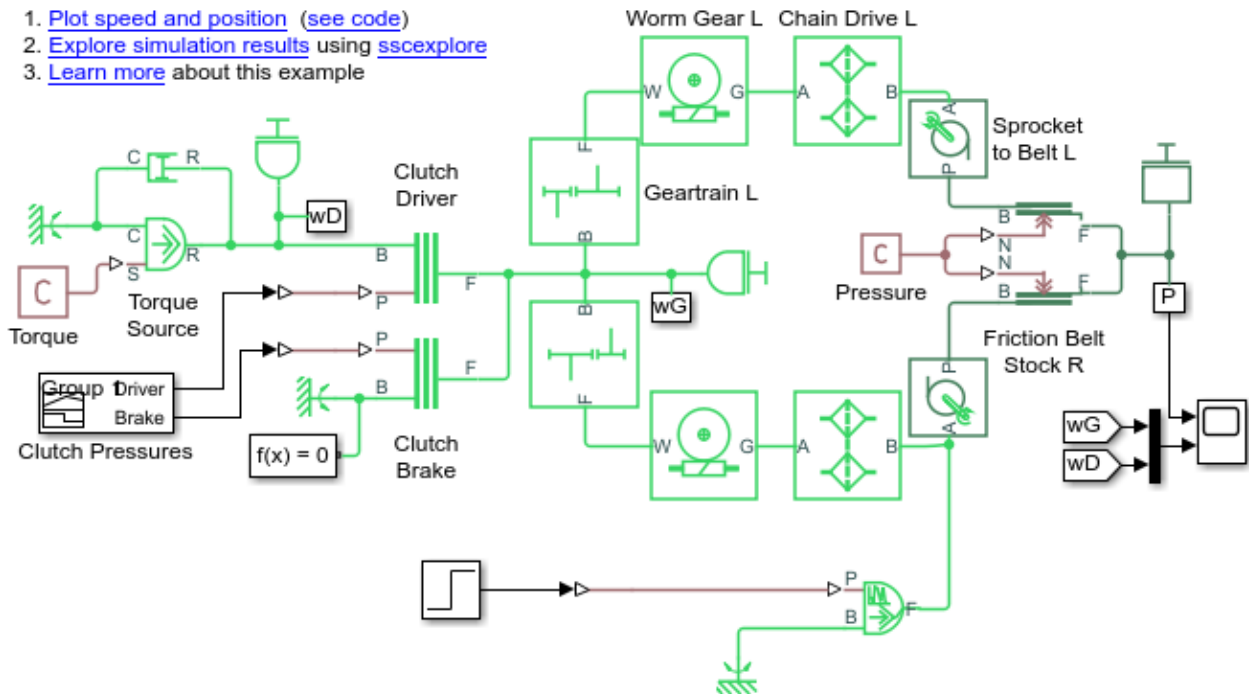 1. Plot speed and position (see code)
2. Explore simulation results using sscexplore
3. Learn more about this example
Worm Gear L
Chain Drive L
W
G
A
B
A
Sprocket
to Belt L
P
C
R
F
Clutch
Driver
Geartrain L
wD
C
R
S
B
B
B
F
N
C
N
F
B
C
F
P
wG
Pressure
P
Torque
Torque
Source
B
P
F
Friction Belt
Stock R
P
Group 1
Driver
Brake
B
F
A
wG
Clutch Pressures
f(x) = 0
Clutch
Brake
W
G
A
B
wD
P
B
F